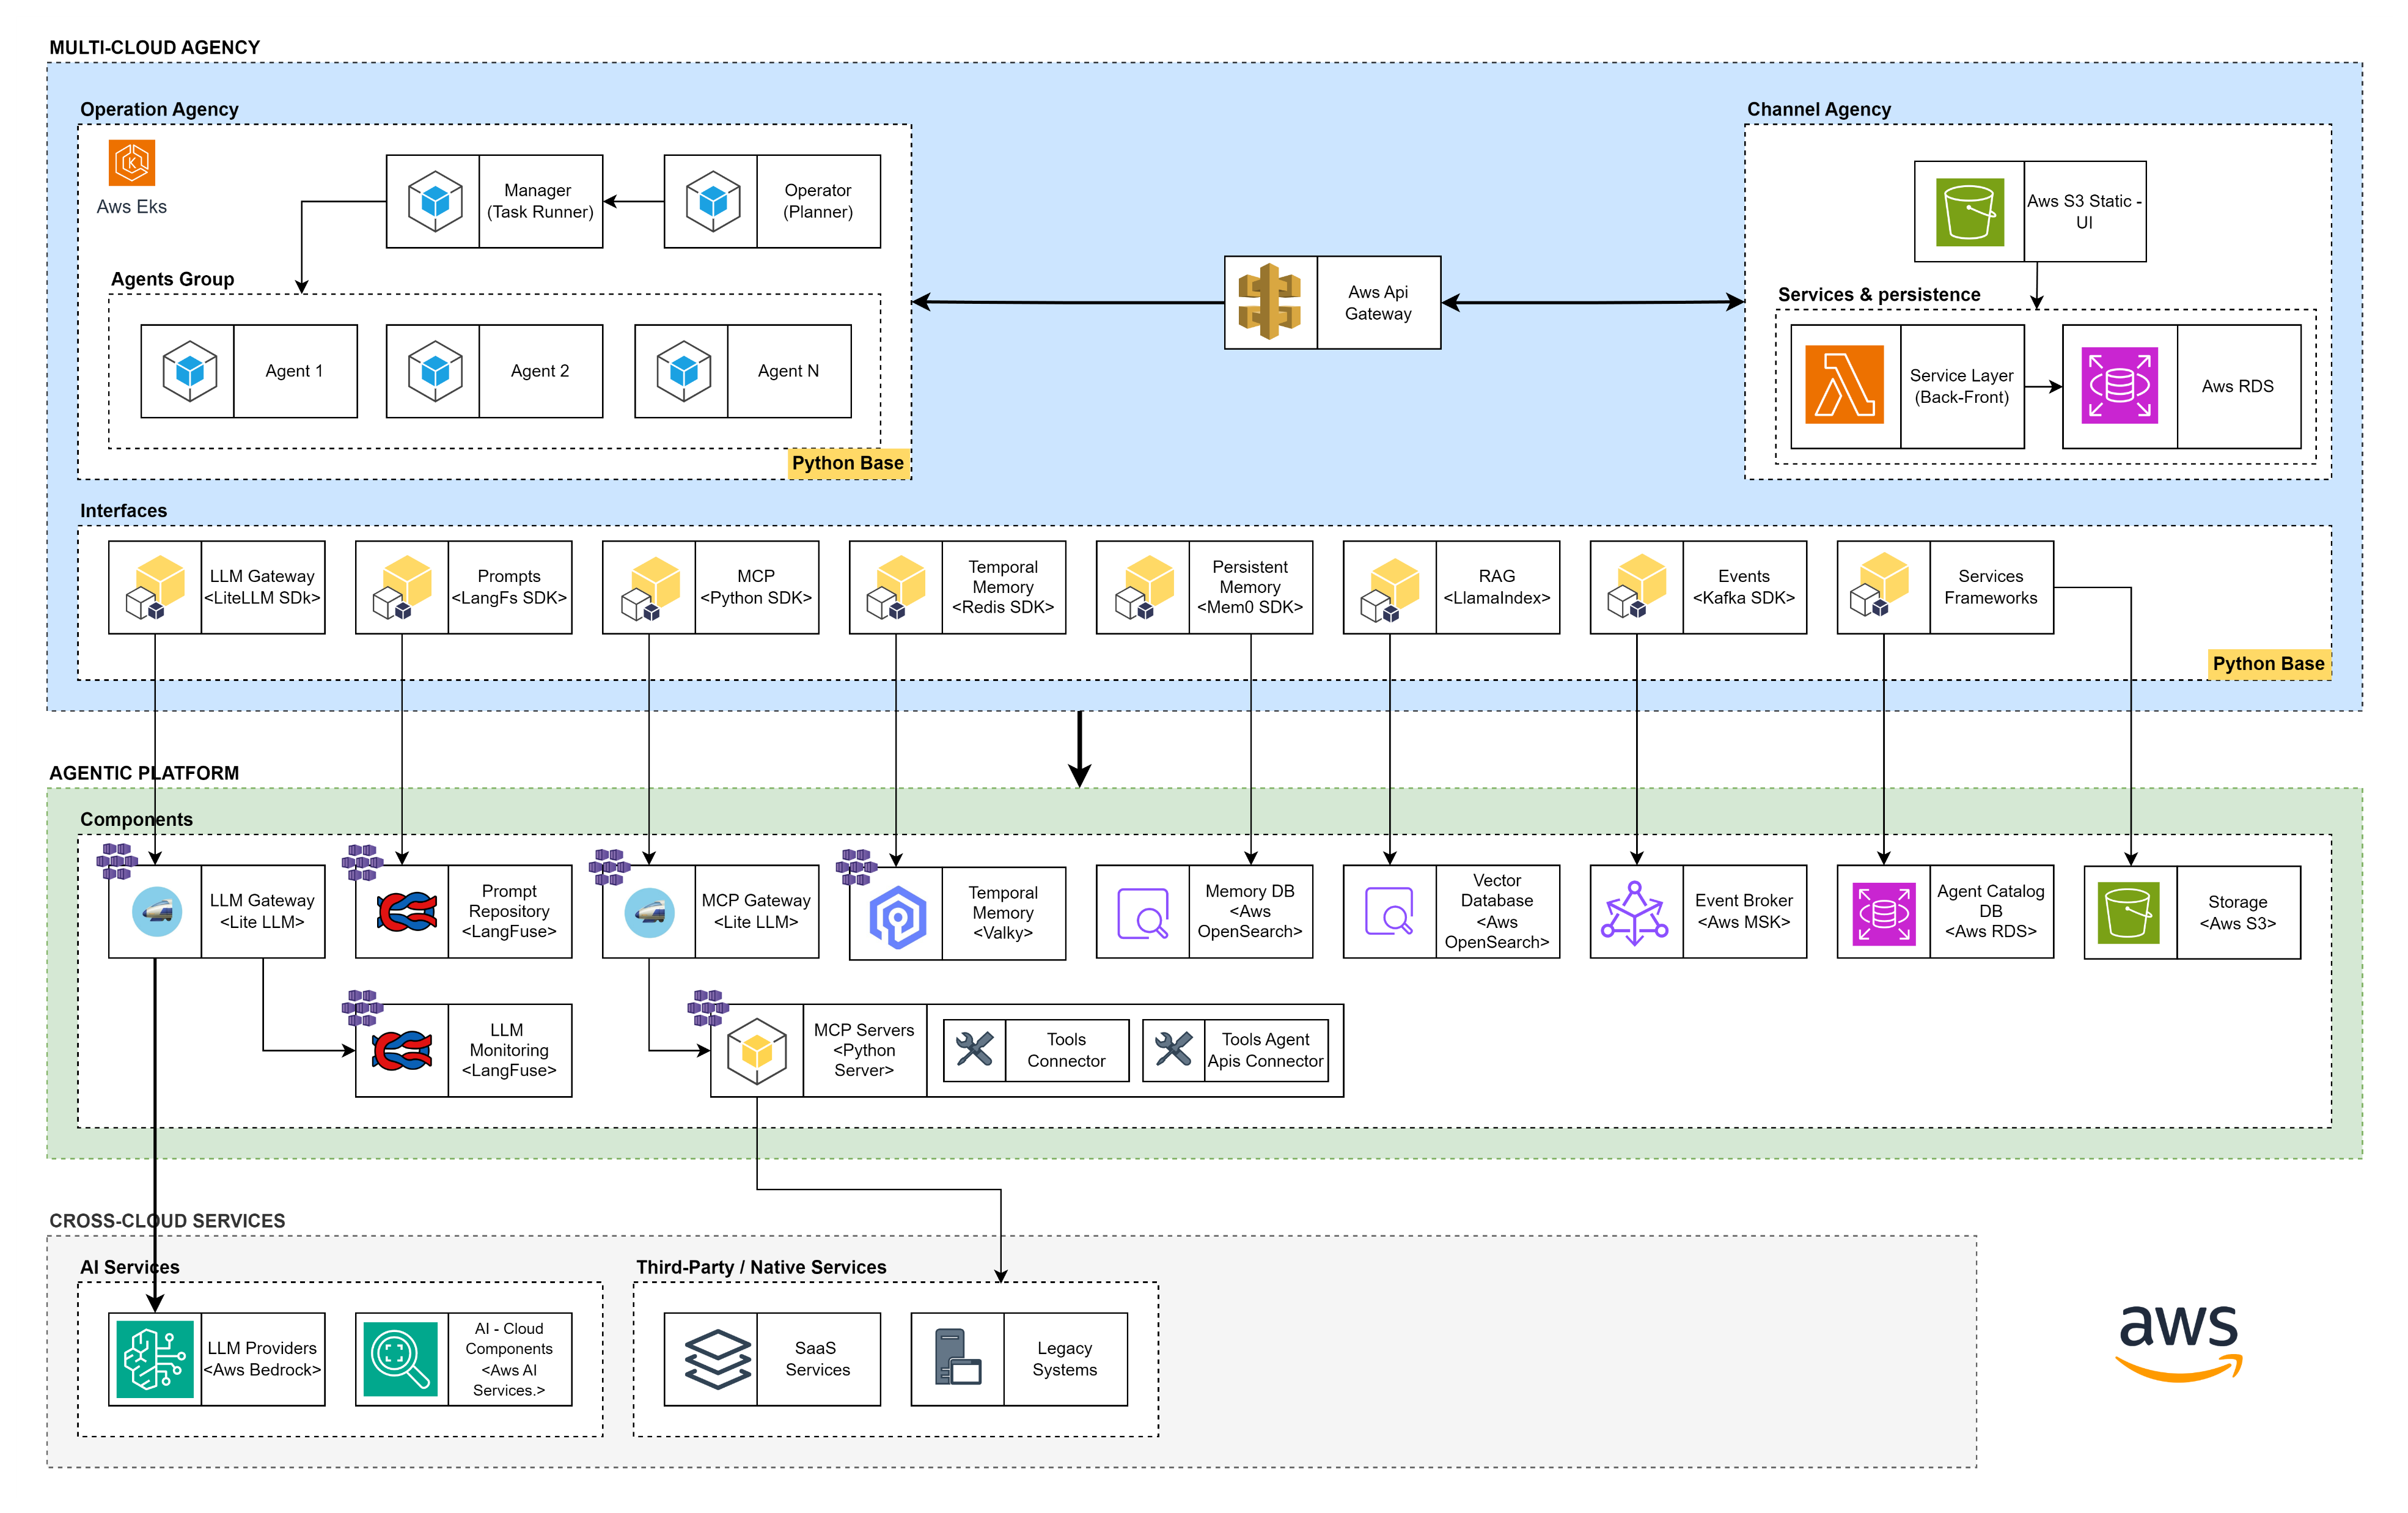 MULTI-CLOUD AGENCY
Operation Agency
Channel Agency
Aws Eks
Manager
(Task Runner)
Operator
(Planner)
Aws S3 Static -
UI
Agents Group
Aws Api
Gateway
Services & persistence
Agent 1
Agent 2
Agent N
Service Layer
(Back-Front)
Aws RDS
Python Base
Interfaces
LLM Gateway
<LiteLLM SDk>
Prompts
<LangFs SDK>
MCP
<Python SDK>
Temporal
Memory
<Redis SDK>
Persistent
Memory
<Mem0 SDK>
RAG
<LlamaIndex>
Events
<Kafka SDK>
Services
Frameworks
Python Base
AGENTIC PLATFORM
Components
LLM Gateway
<Lite LLM>
Prompt
Repository
<LangFuse>
MCP Gateway
<Lite LLM>
Temporal
Memory
<Valky>
Memory DB
<Aws
OpenSearch>
Vector
Database
<Aws
OpenSearch>
Event Broker
<Aws MSK>
Agent Catalog
DB
<Aws RDS>
Storage
<Aws S3>
LLM
Monitoring
<LangFuse>
MCP Servers
<Python
Server>
Tools
Connector
Tools Agent
Apis Connector
CROSS-CLOUD SERVICES
AI Services
Third-Party / Native Services
LLM Providers
<Aws Bedrock>
AI - Cloud
Components
<Aws AI
Services.>
SaaS
Services
Legacy
Systems
aws